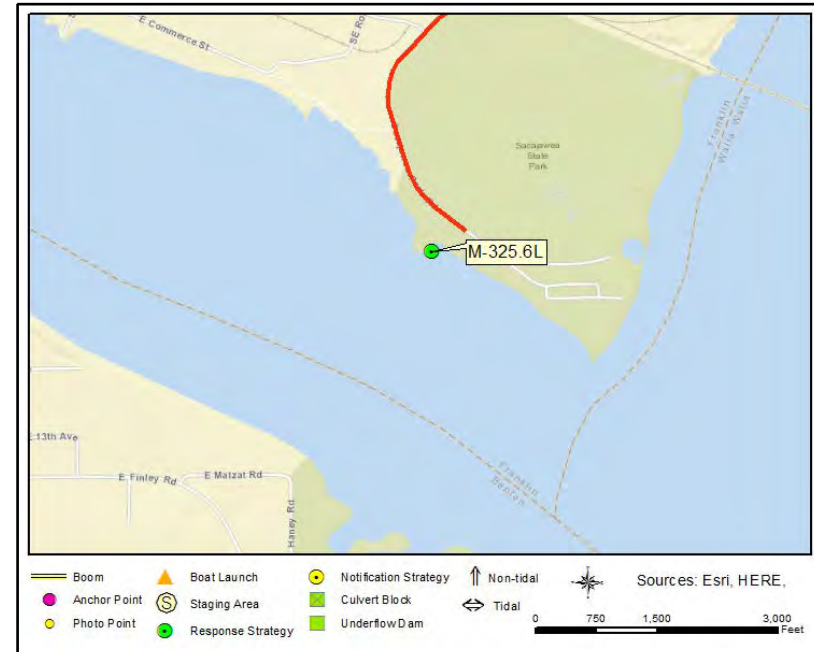 E Commerce St
SE Ro
Franklin
Walla Walla
Sacajawea
State
Park
M-325.6L
E 13th Ave
E Finley Rd
E Matzat Rd
Haney Rd
Franklin
Benton
Boom
Boat Launch
Notification Strategy
Non-tidal
Sources: Esri, HERE,
Anchor Point
S
Staging Area
Culvert Block
Tidal
Photo Point
Response Strategy
Underflow Dam
0 750 1,500 3,000
Feet